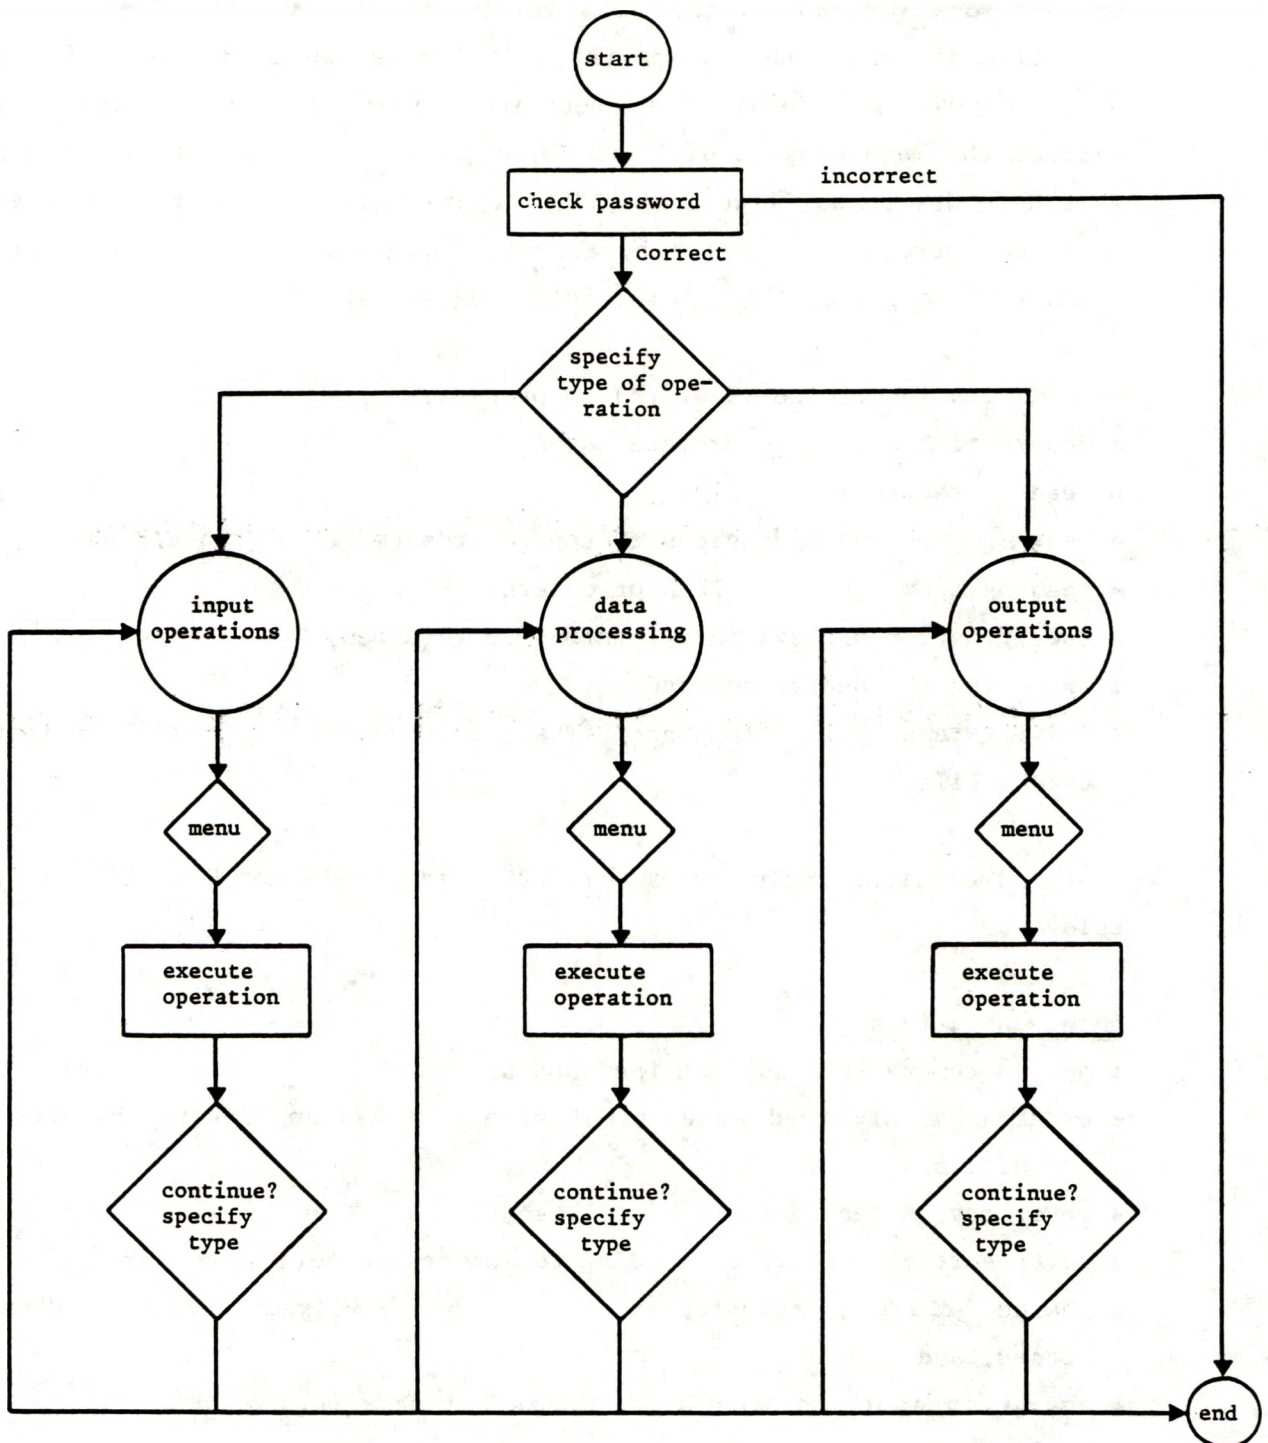 start
incorrect
check password
correct
specify
type of ope-
ration
input
operations
data
processing
output
operations
menu
menu
menu
execute
operation
execute
operation
execute
operation
continue?
specify
type
continue?
specify
type
continue?
specify
type
end